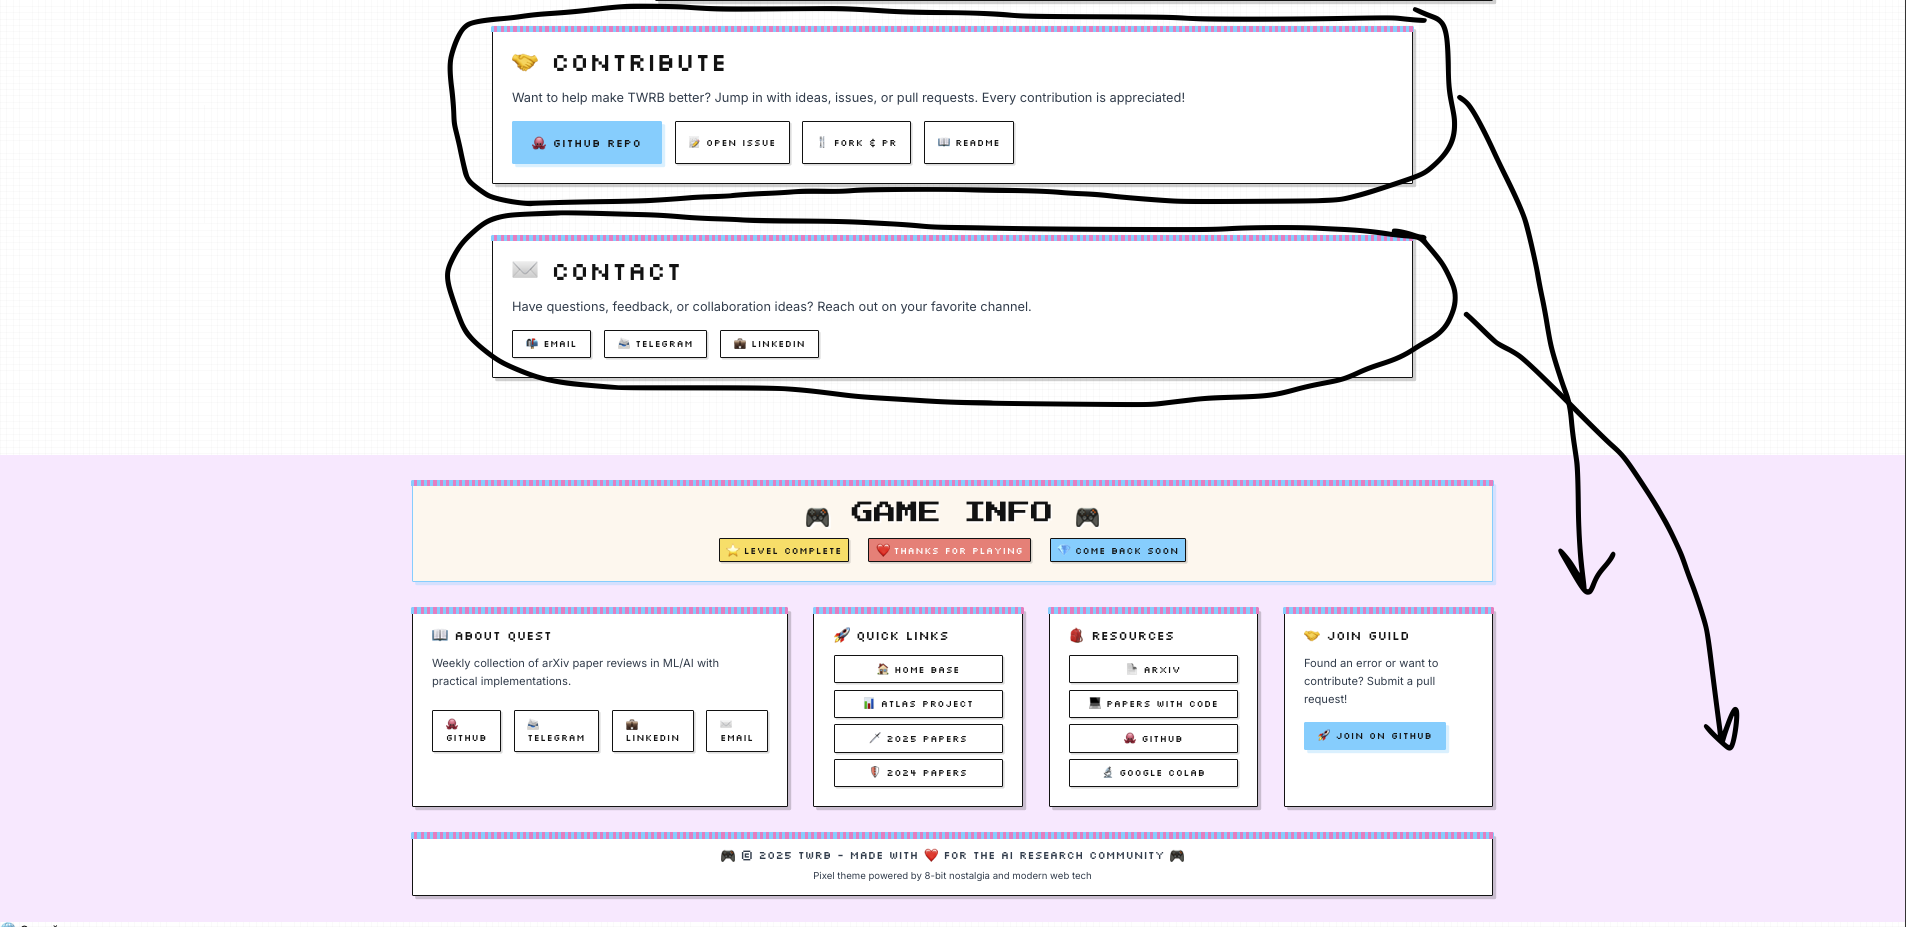 CONTRIBUTE
Want to help make TWRB better? Jump in with ideas, issues, or pull requests. Every contribution is appreciated!
GITHUB REPO
OPEN ISSUE
FORK & PR
README
CONTACT
Have questions, feedback, or collaboration ideas? Reach out on your favorite channel.
EMAIL
TELEGRAM
LINKEDIN
GAME INFO
LEVEL COMPLETE
THANKS FOR PLAYING
COME BACK SOON
ABOUT QUEST
Weekly collection of arXiv paper reviews in ML/AI with
practical implementations.
GITHUB
TELEGRAM
LINKEDIN
EMAIL
QUICK LINKS
HOME BASE
ATLAS PROJECT
2025 PAPERS
2024 PAPERS
RESOURCES
ARXIV
PAPERS WITH CODE
GITHUB
GOOGLE COLAB
JOIN GUILD
Found an error or want to
contribute? Submit a pull
request!
JOIN ON GITHUB
© 2025 TWRB - MADE WITH ❤️ FOR THE AI RESEARCH COMMUNITY
Pixel theme powered by 8-bit nostalgia and modern web tech